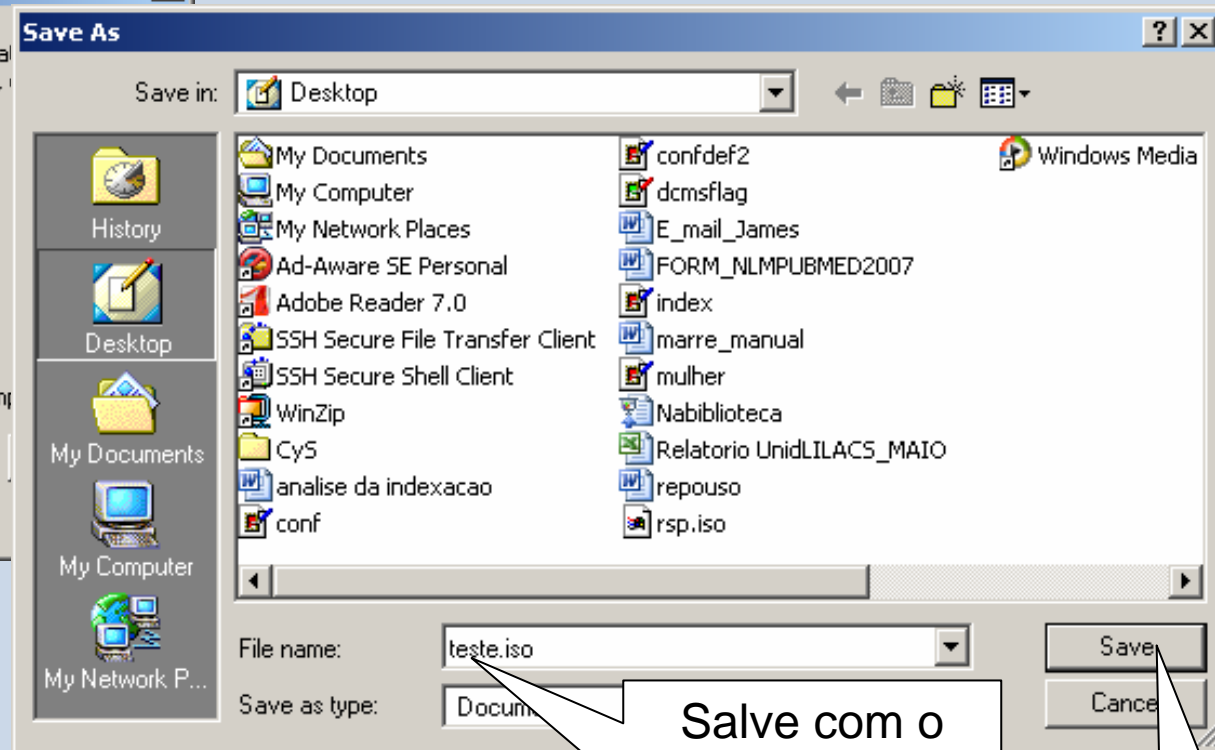 Save As
Save in:
Desktop
History
Desktop
My Documents
My Computer
My Network P...
My Documents
My Computer
My Network Places
Ad-Aware SE Personal
Adobe Reader 7.0
SSH Secure File Transfer Client
SSH Secure Shell Client
WinZip
CyS
analise da indexacao
conf
confdef2
dcmsflag
E_mail_James
FORM_NLMPUBMED2007
index
marre_manual
mulher
Nabiblioteca
Relatorio UnidLILACS_MAIO
repouso
rsp.iso
Windows Media
File name:
teste.iso
Save
Save as type:
Docum
Cance
Salve com o